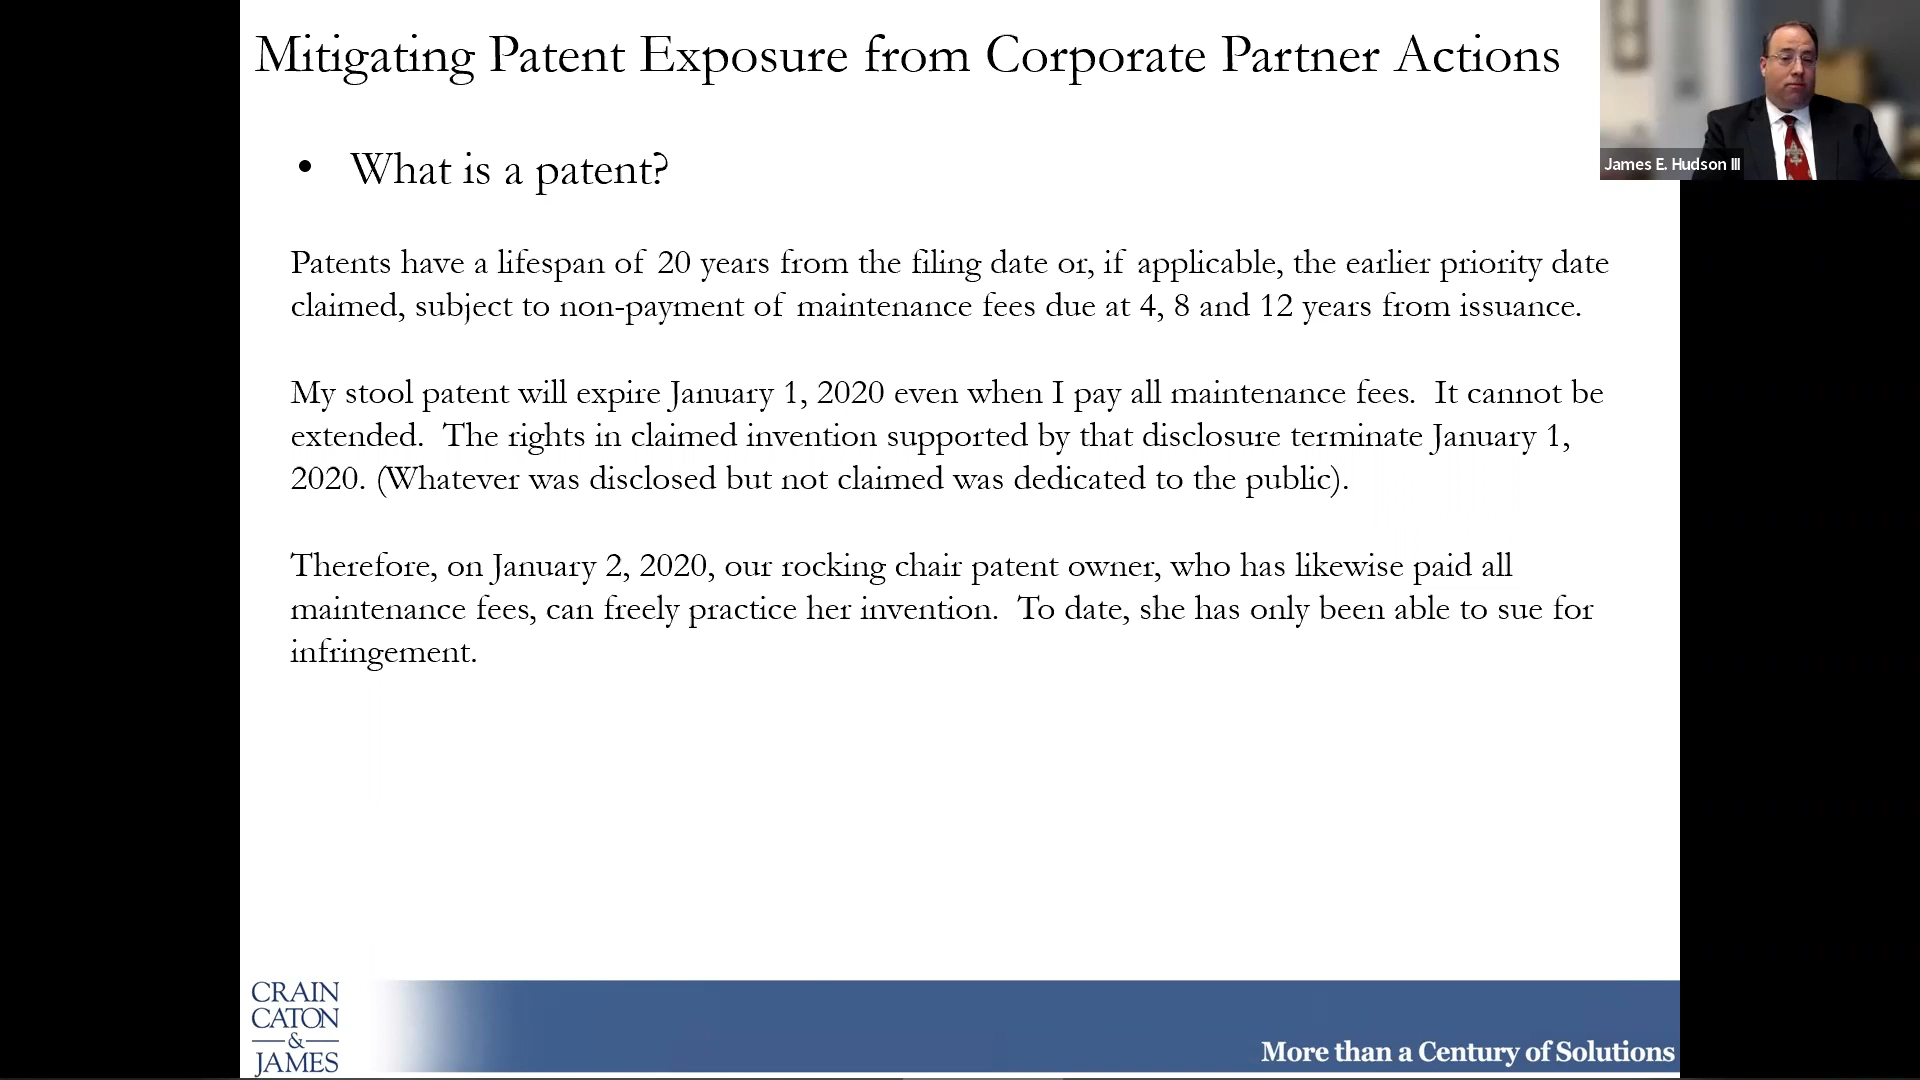 Mitigating Patent Exposure from Corporate Partner Actions
James E. Hudson III
• What is a patent?
Patents have a lifespan of 20 years from the filing date or, if applicable, the earlier priority date
claimed, subject to non-payment of maintenance fees due at 4, 8 and 12 years from issuance.
My stool patent will expire January 1, 2020 even when I pay all maintenance fees. It cannot be
extended. The rights in claimed invention supported by that disclosure terminate January 1,
2020. (Whatever was disclosed but not claimed was dedicated to the public).
Therefore, on January 2, 2020, our rocking chair patent owner, who has likewise paid all
maintenance fees, can freely practice her invention. To date, she has only been able to sue for
infringement.
CRAIN
CATON
&
JAMES
More than a Century of Solutions